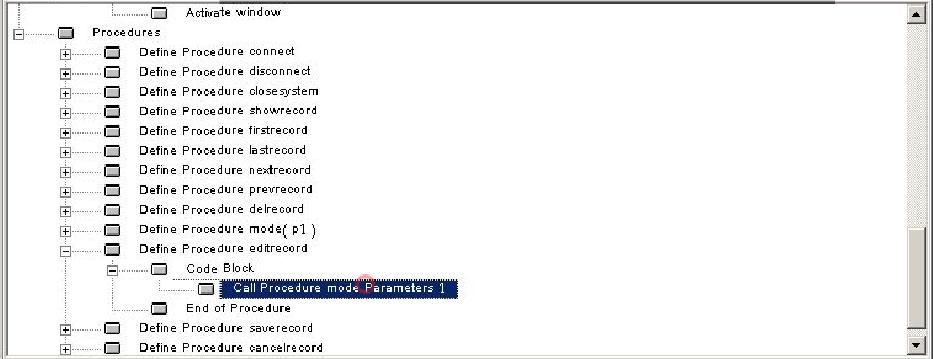 Activate window
Procedures
Define Procedure connect
Define Procedure disconnect
Define Procedure closesystem
Define Procedure showrecord
Define Procedure firstrecord
Define Procedure lastrecord
Define Procedure nextrecord
Define Procedure prevrecord
Define Procedure delrecord
Define Procedure mode( p1 )
Define Procedure editrecord
Code Block
Call Procedure mode Parameters 1
End of Procedure
Define Procedure saverecord
Define Procedure cancelrecord